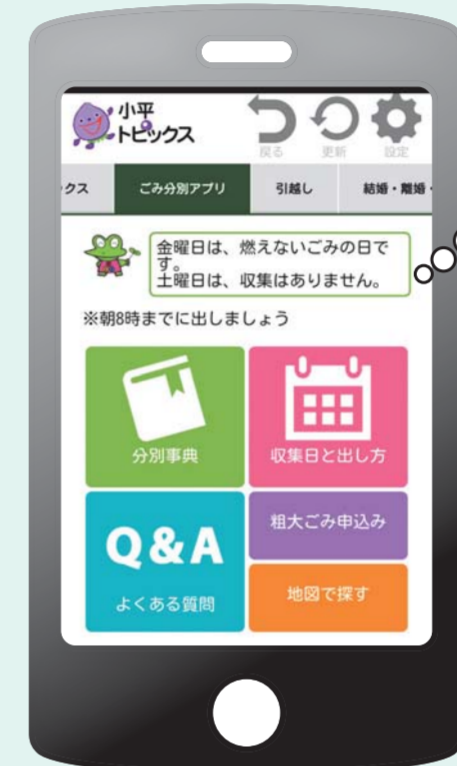 小平
トピックス
戻る
更新
設定
ックス
ごみ分別アプリ
引越し
結婚・離婚・
金曜日は、燃えないごみの日で
す。
土曜日は、収集はありません。
※朝8時までに出しましょう
分別事典
収集日と出し方
Q&A
よくある質問
粗大ごみ申込み
地図で探す